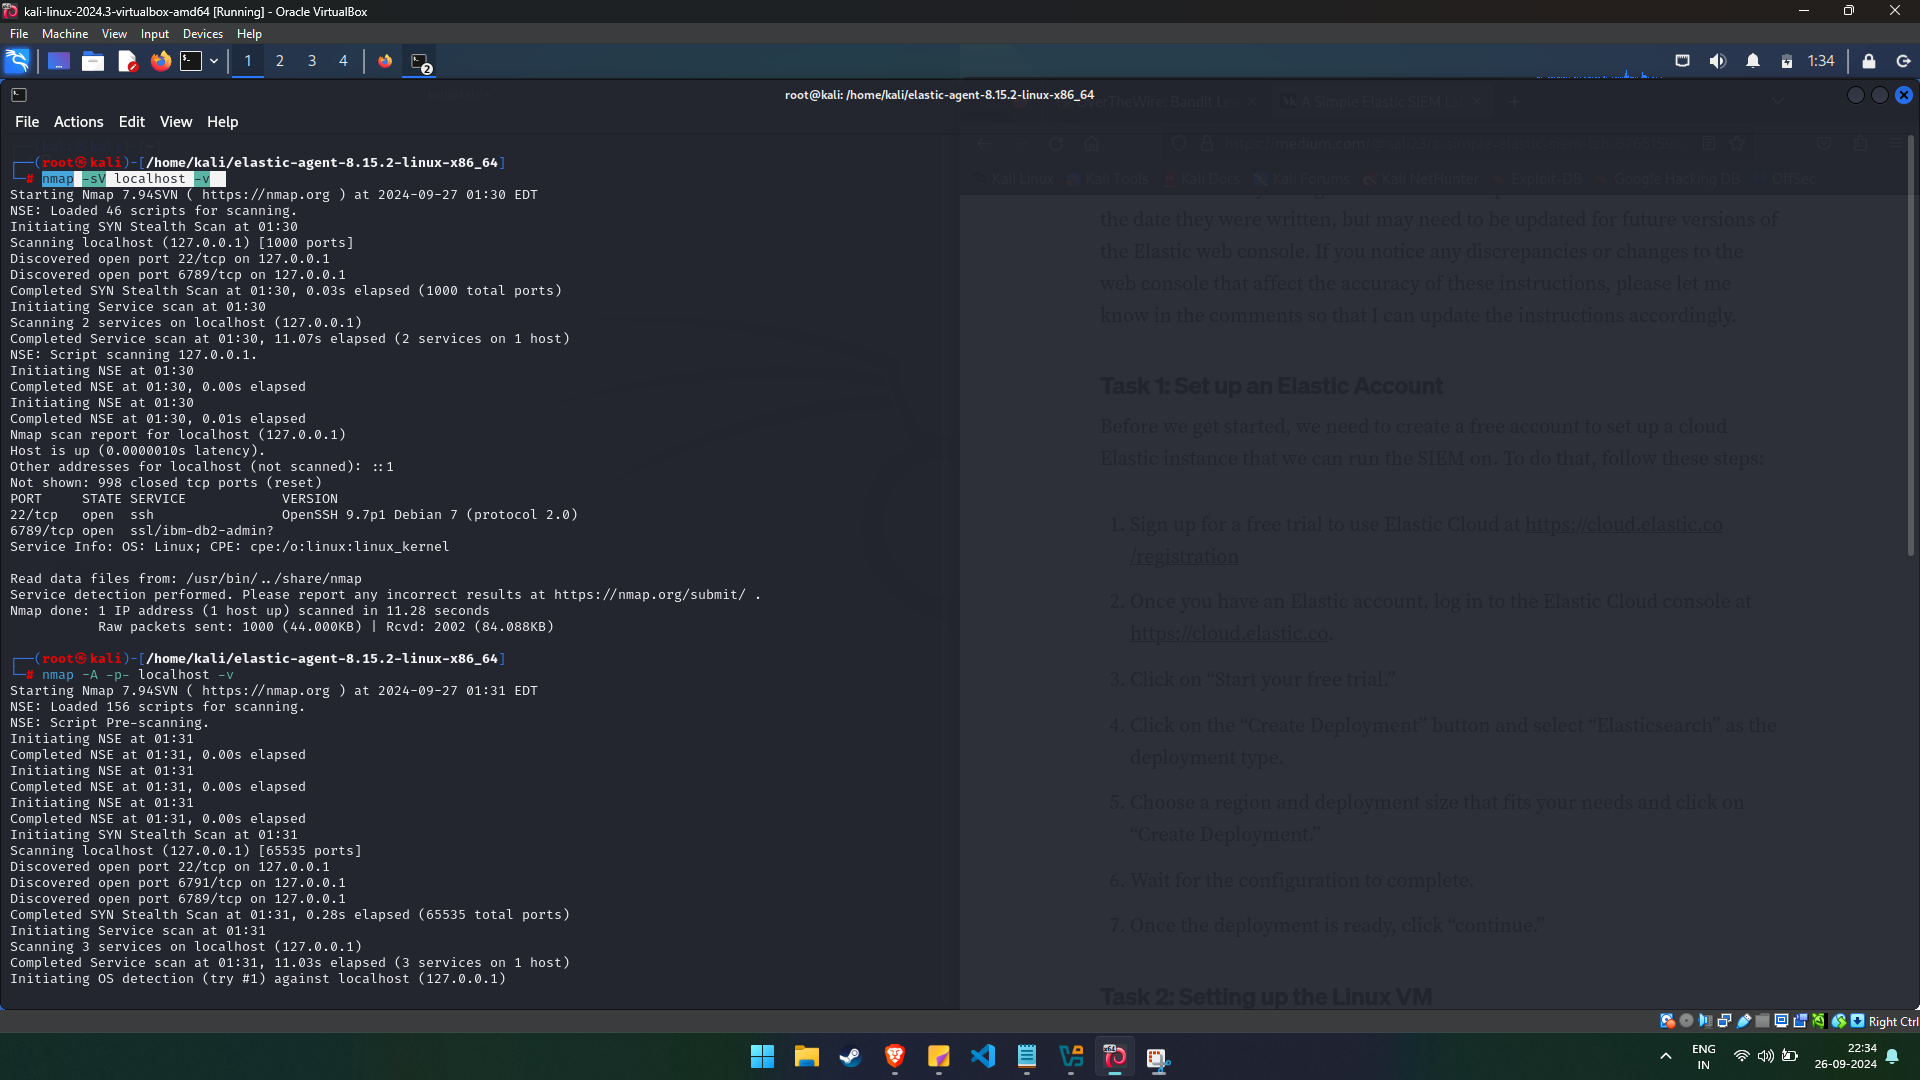 kali-linux-2024.3-virtualbox-amd64 [Running] - Oracle VirtualBox
File Machine View Input Devices Help
1 2 3 4 2 1:34
root@kali: /home/kali/elastic-agent-8.15.2-linux-x86_64
OverTheWire: Bandit A Simple Elastic SIEM
File Actions Edit View Help
https://medium.com/
Kali Linux Kali Tools Kali Docs Kali Forums Kali NetHunter Exploit-DB Google Hacking DB OffSec
┌──(root㉿kali)-[/home/kali/elastic-agent-8.15.2-linux-x86_64]
└─# nmap -sV localhost -v
Starting Nmap 7.94SVN ( https://nmap.org ) at 2024-09-27 01:30 EDT
NSE: Loaded 46 scripts for scanning.
Initiating SYN Stealth Scan at 01:30
Scanning localhost (127.0.0.1) [1000 ports]
Discovered open port 22/tcp on 127.0.0.1
Discovered open port 6789/tcp on 127.0.0.1
Completed SYN Stealth Scan at 01:30, 0.03s elapsed (1000 total ports)
Initiating Service scan at 01:30
Scanning 2 services on localhost (127.0.0.1)
Completed Service scan at 01:30, 11.07s elapsed (2 services on 1 host)
NSE: Script scanning 127.0.0.1.
Initiating NSE at 01:30
Completed NSE at 01:30, 0.00s elapsed
Initiating NSE at 01:30
Completed NSE at 01:30, 0.01s elapsed
Nmap scan report for localhost (127.0.0.1)
Host is up (0.0000010s latency).
Other addresses for localhost (not scanned): ::1
Not shown: 998 closed tcp ports (reset)
PORT     STATE SERVICE            VERSION
22/tcp   open  ssh                OpenSSH 9.7p1 Debian 7 (protocol 2.0)
6789/tcp open  ssl/ibm-db2-admin?
Service Info: OS: Linux; CPE: cpe:/o:linux:linux_kernel
Read data files from: /usr/bin/../share/nmap
Service detection performed. Please report any incorrect results at https://nmap.org/submit/ .
Nmap done: 1 IP address (1 host up) scanned in 11.28 seconds
Raw packets sent: 1000 (44.000KB) | Rcvd: 2002 (84.088KB)
┌──(root㉿kali)-[/home/kali/elastic-agent-8.15.2-linux-x86_64]
└─# nmap -A -p- localhost -v
Starting Nmap 7.94SVN ( https://nmap.org ) at 2024-09-27 01:31 EDT
NSE: Loaded 156 scripts for scanning.
NSE: Script Pre-scanning.
Initiating NSE at 01:31
Completed NSE at 01:31, 0.00s elapsed
Initiating NSE at 01:31
Completed NSE at 01:31, 0.00s elapsed
Initiating NSE at 01:31
Completed NSE at 01:31, 0.00s elapsed
Initiating SYN Stealth Scan at 01:31
Scanning localhost (127.0.0.1) [65535 ports]
Discovered open port 22/tcp on 127.0.0.1
Discovered open port 6791/tcp on 127.0.0.1
Discovered open port 6789/tcp on 127.0.0.1
Completed SYN Stealth Scan at 01:31, 0.28s elapsed (65535 total ports)
Initiating Service scan at 01:31
Scanning 3 services on localhost (127.0.0.1)
Completed Service scan at 01:31, 11.03s elapsed (3 services on 1 host)
Initiating OS detection (try #1) against localhost (127.0.0.1)
the date they were written, but may need to be updated for future versions of
the Elastic web console. If you notice any discrepancies or changes to the
web console that affect the accuracy of these instructions, please let me
know in the comments so that I can update the instructions accordingly.
Task 1: Set up an Elastic Account
Before we get started, we need to create a free account to set up a cloud
Elastic instance that we can run the SIEM on. To do that, follow these steps:
1. Sign up for a free trial to use Elastic Cloud at https://cloud.elastic.co
/registration
2. Once you have an Elastic account, log in to the Elastic Cloud console at
https://cloud.elastic.co.
3. Click on “Start your free trial.”
4. Click on the “Create Deployment” button and select “Elasticsearch” as the
deployment type.
5. Choose a region and deployment size that fits your needs and click on
“Create Deployment.”
6. Wait for the configuration to complete.
7. Once the deployment is ready, click “continue.”
Task 2: Setting up the Linux VM
Right Ctrl
ENG
IN
22:34
26-09-2024